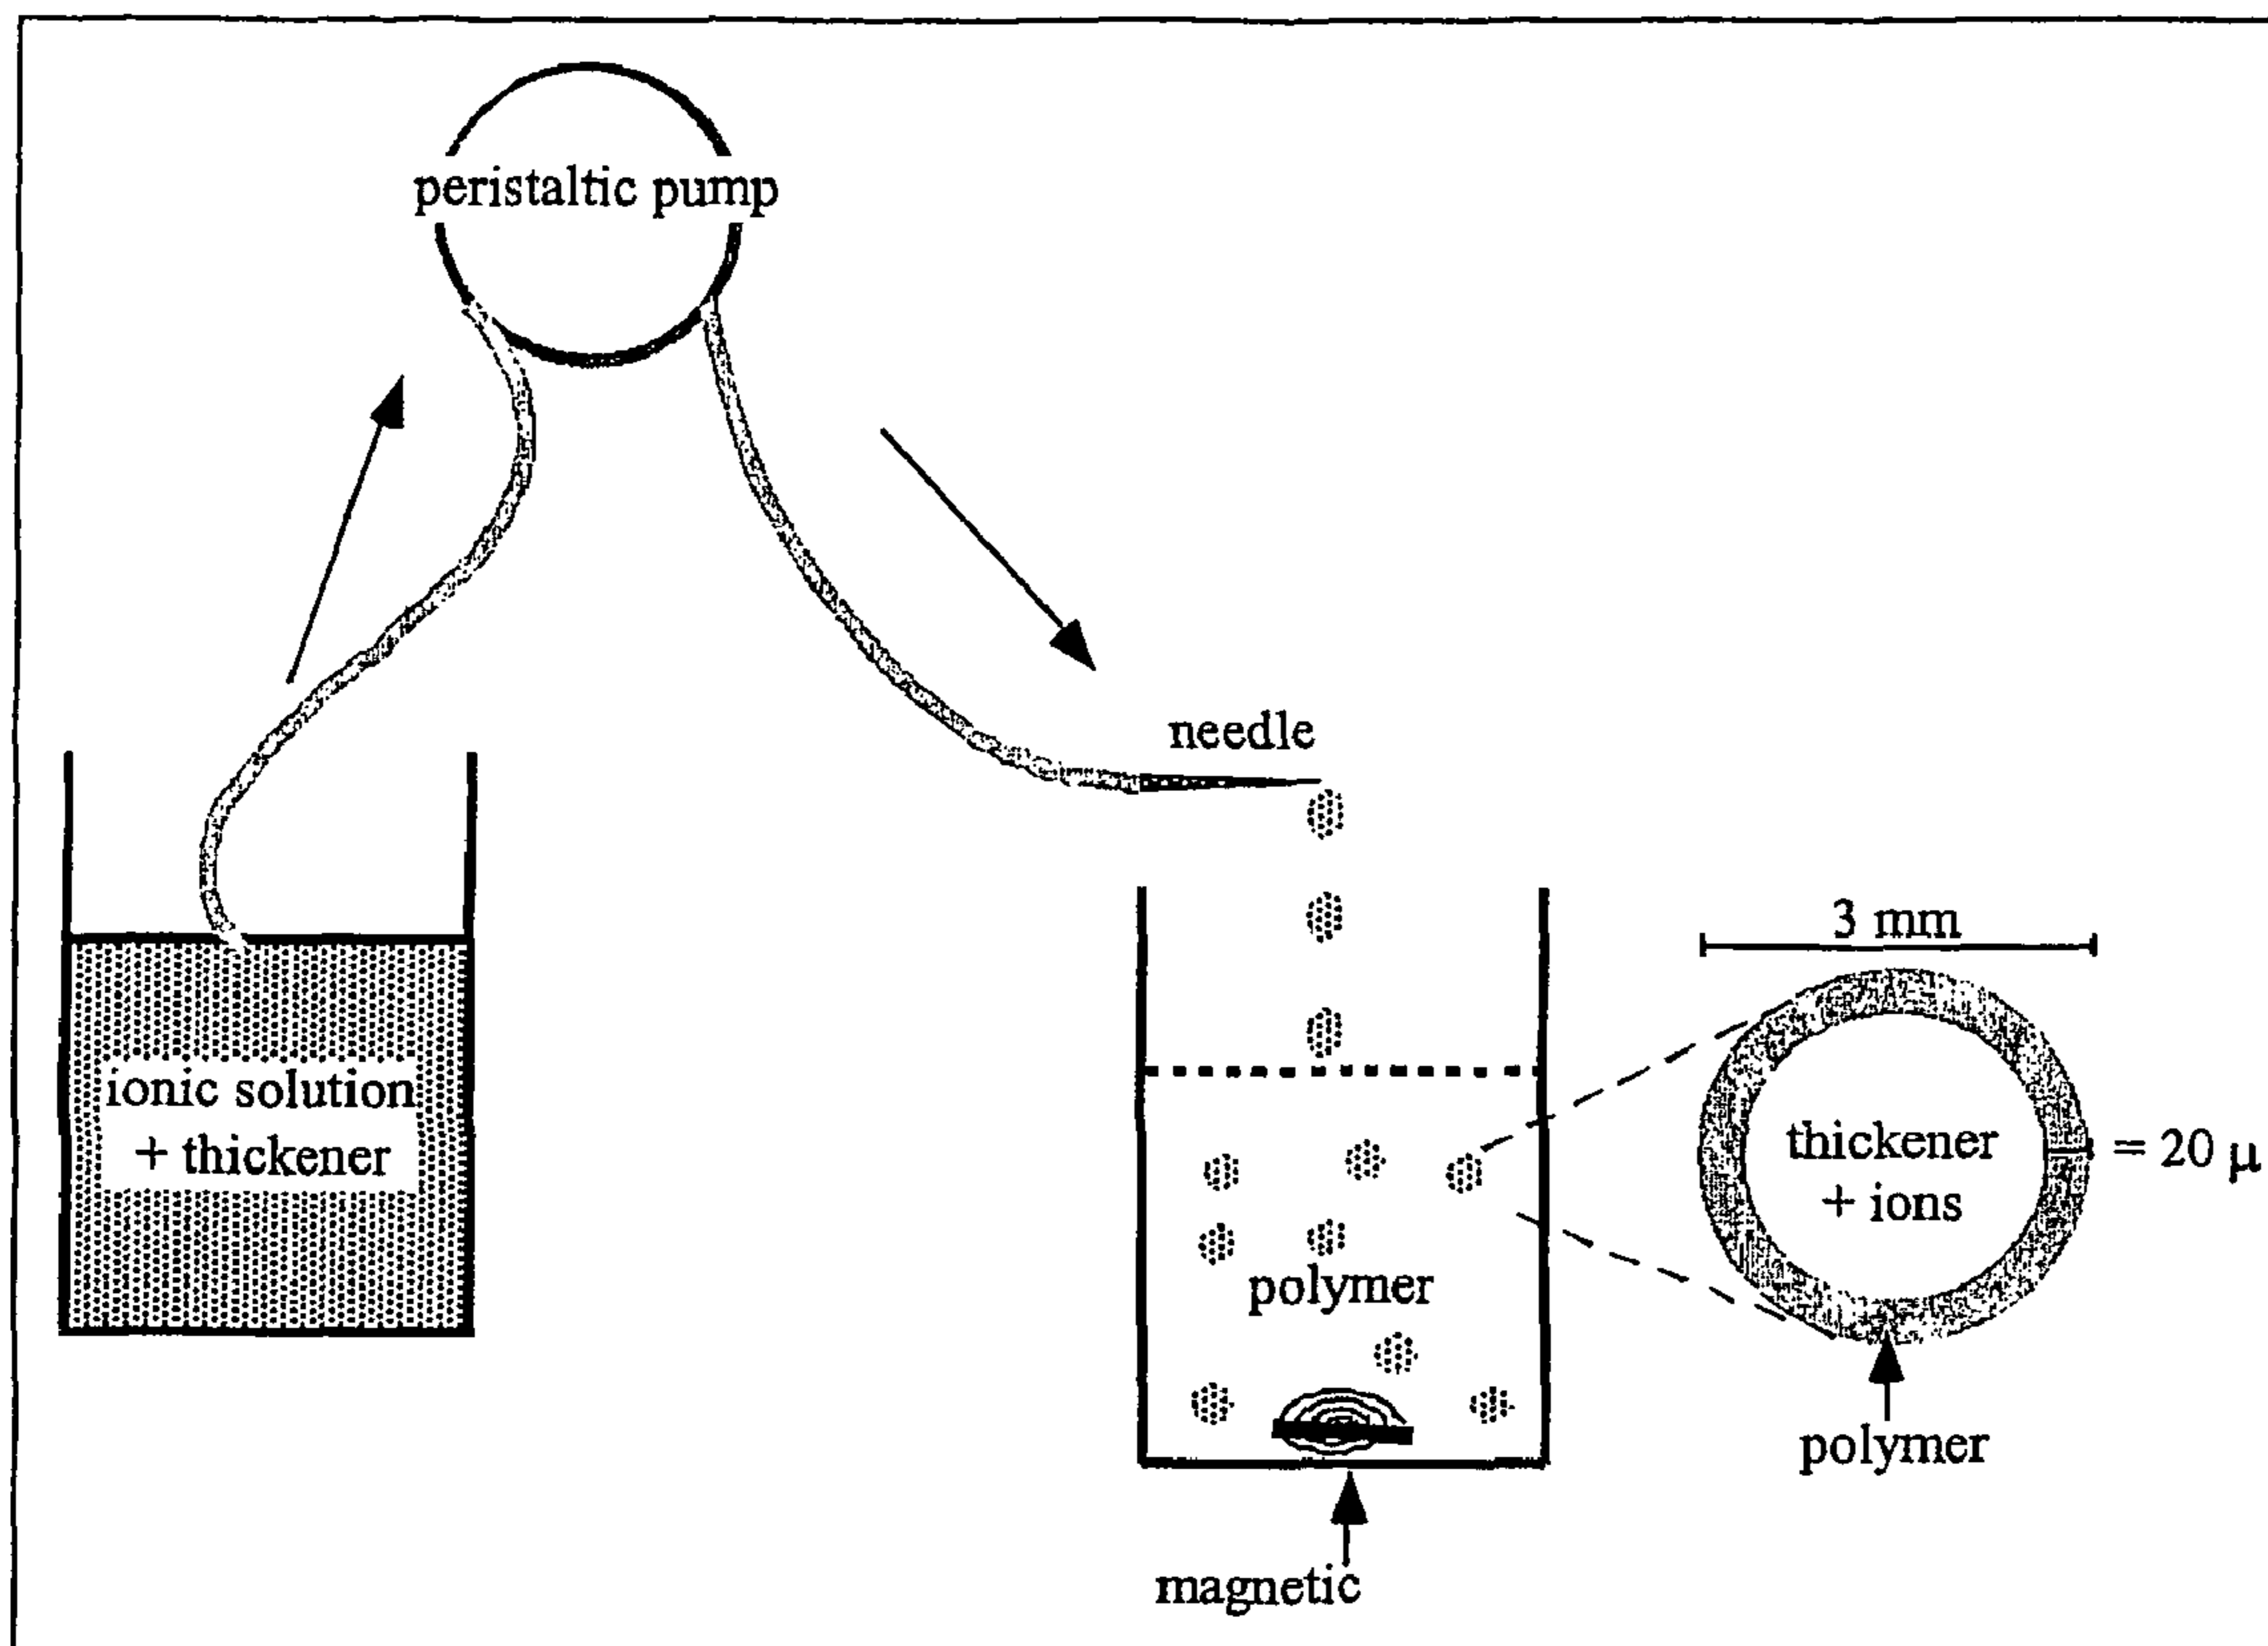 peristaltic pump
needle
3 mm
ionic solution
+ thickener
thickener
+ ions
= 20 μ
polymer
polymer
magnetic